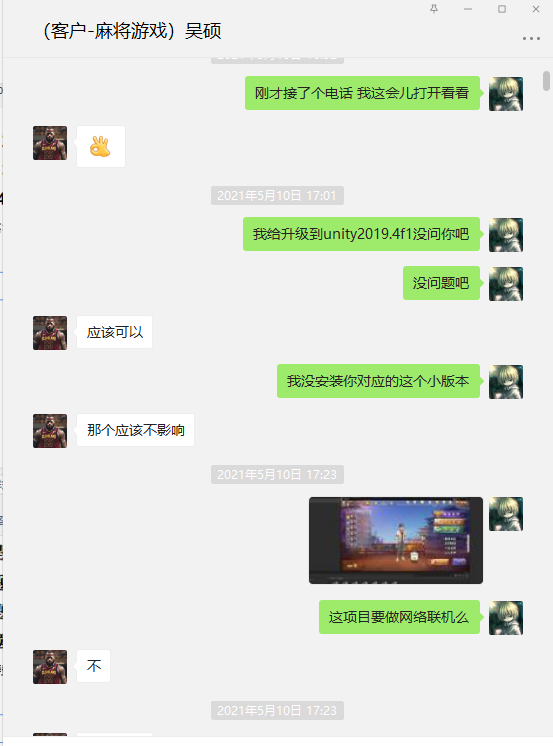 （客户-麻将游戏）吴硕
刚才接了个电话 我这会儿打开看看
2021年5月10日 17:01
我给升级到unity2019.4f1没问你吧
没问题吧
应该可以
我没安装你对应的这个小版本
那个应该不影响
2021年5月10日 17:23
这项目要做网络联机么
不
2021年5月10日 17:23